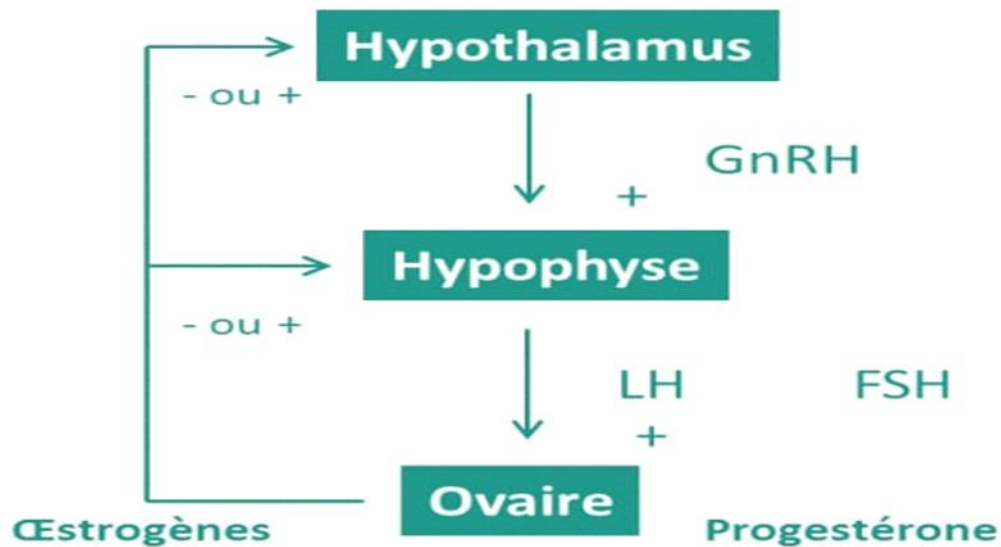 Hypothalamus
- ou +
GnRH
+
Hypophyse
- ou +
LH FSH
+
Ovaire
Œstrogènes Progestérone